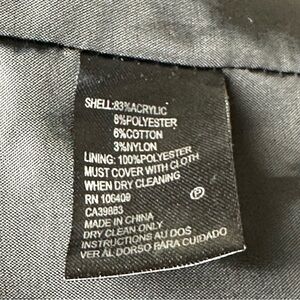 SHELL:83%ACRYLIC
8%POLYESTER
6%COTTON
3%NYLON
LINING: 100%POLYESTER
MUST COVER WITH CLOTH
WHEN DRY CLEANING
RN 106409
CA39883
MADE IN CHINA
DRY CLEAN ONLY
INSTRUCTIONS AU DOS
VER AL DORSO PARA CUIDADO
P